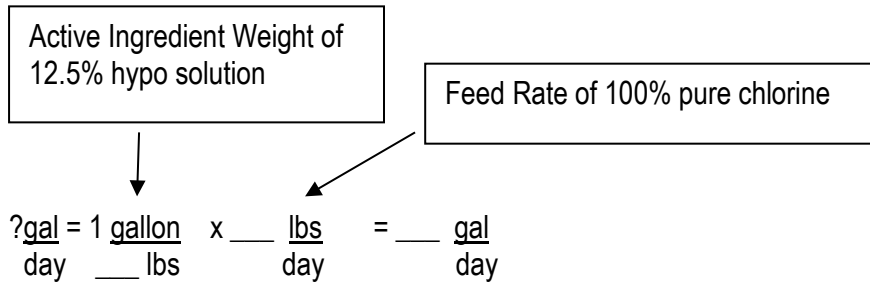 Active Ingredient Weight of
12.5% hypo solution
Feed Rate of 100% pure chlorine
?gal = 1 gallon x ___ lbs = ___ gal
day ___ lbs day day